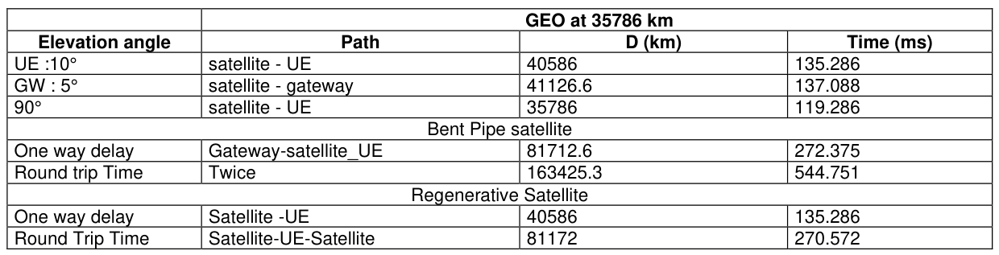 GEO at 35786 km
Elevation angle Path D (km) Time (ms)
UE :10° satellite - UE 40586 135.286
GW : 5° satellite - gateway 41126.6 137.088
90° satellite - UE 35786 119.286
Bent Pipe satellite
One way delay Gateway-satellite_UE 81712.6 272.375
Round trip Time Twice 163425.3 544.751
Regenerative Satellite
One way delay Satellite -UE 40586 135.286
Round Trip Time Satellite-UE-Satellite 81172 270.572